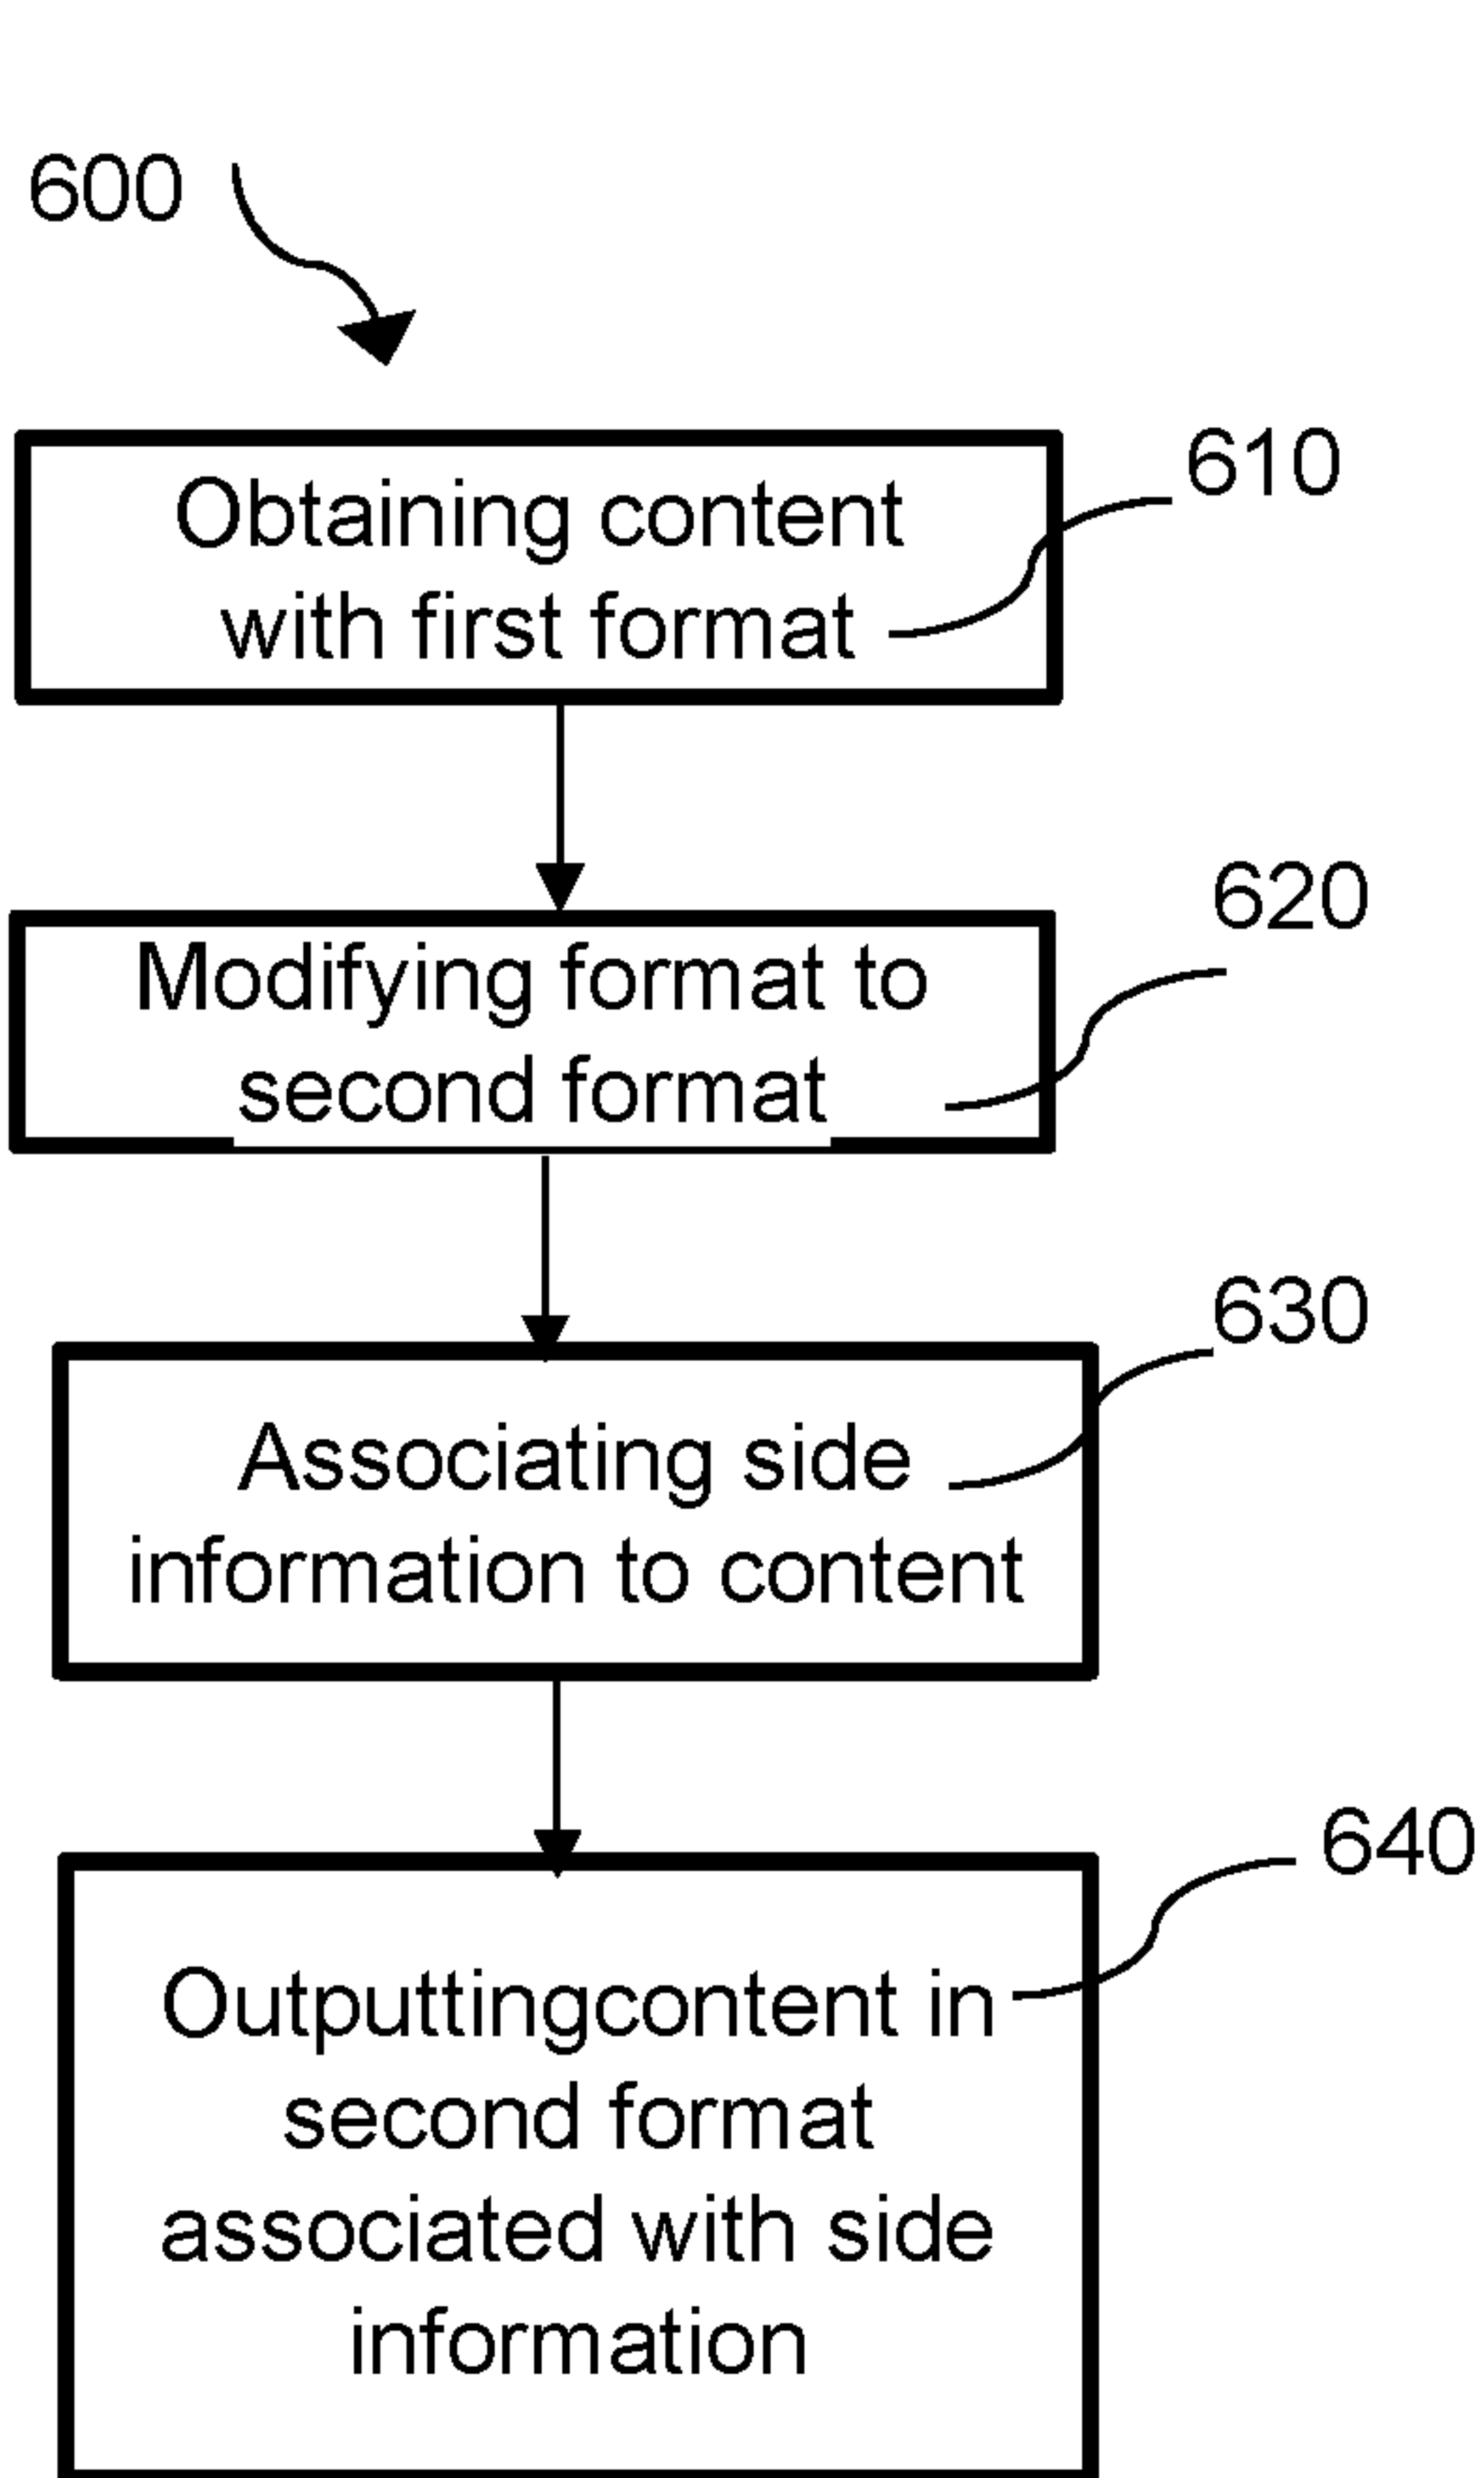 600
610
Obtaining content
with first format
620
Modifying format to
second format
630
Associating side
information to content
640
Outputtingcontent in
second format
associated with side
information